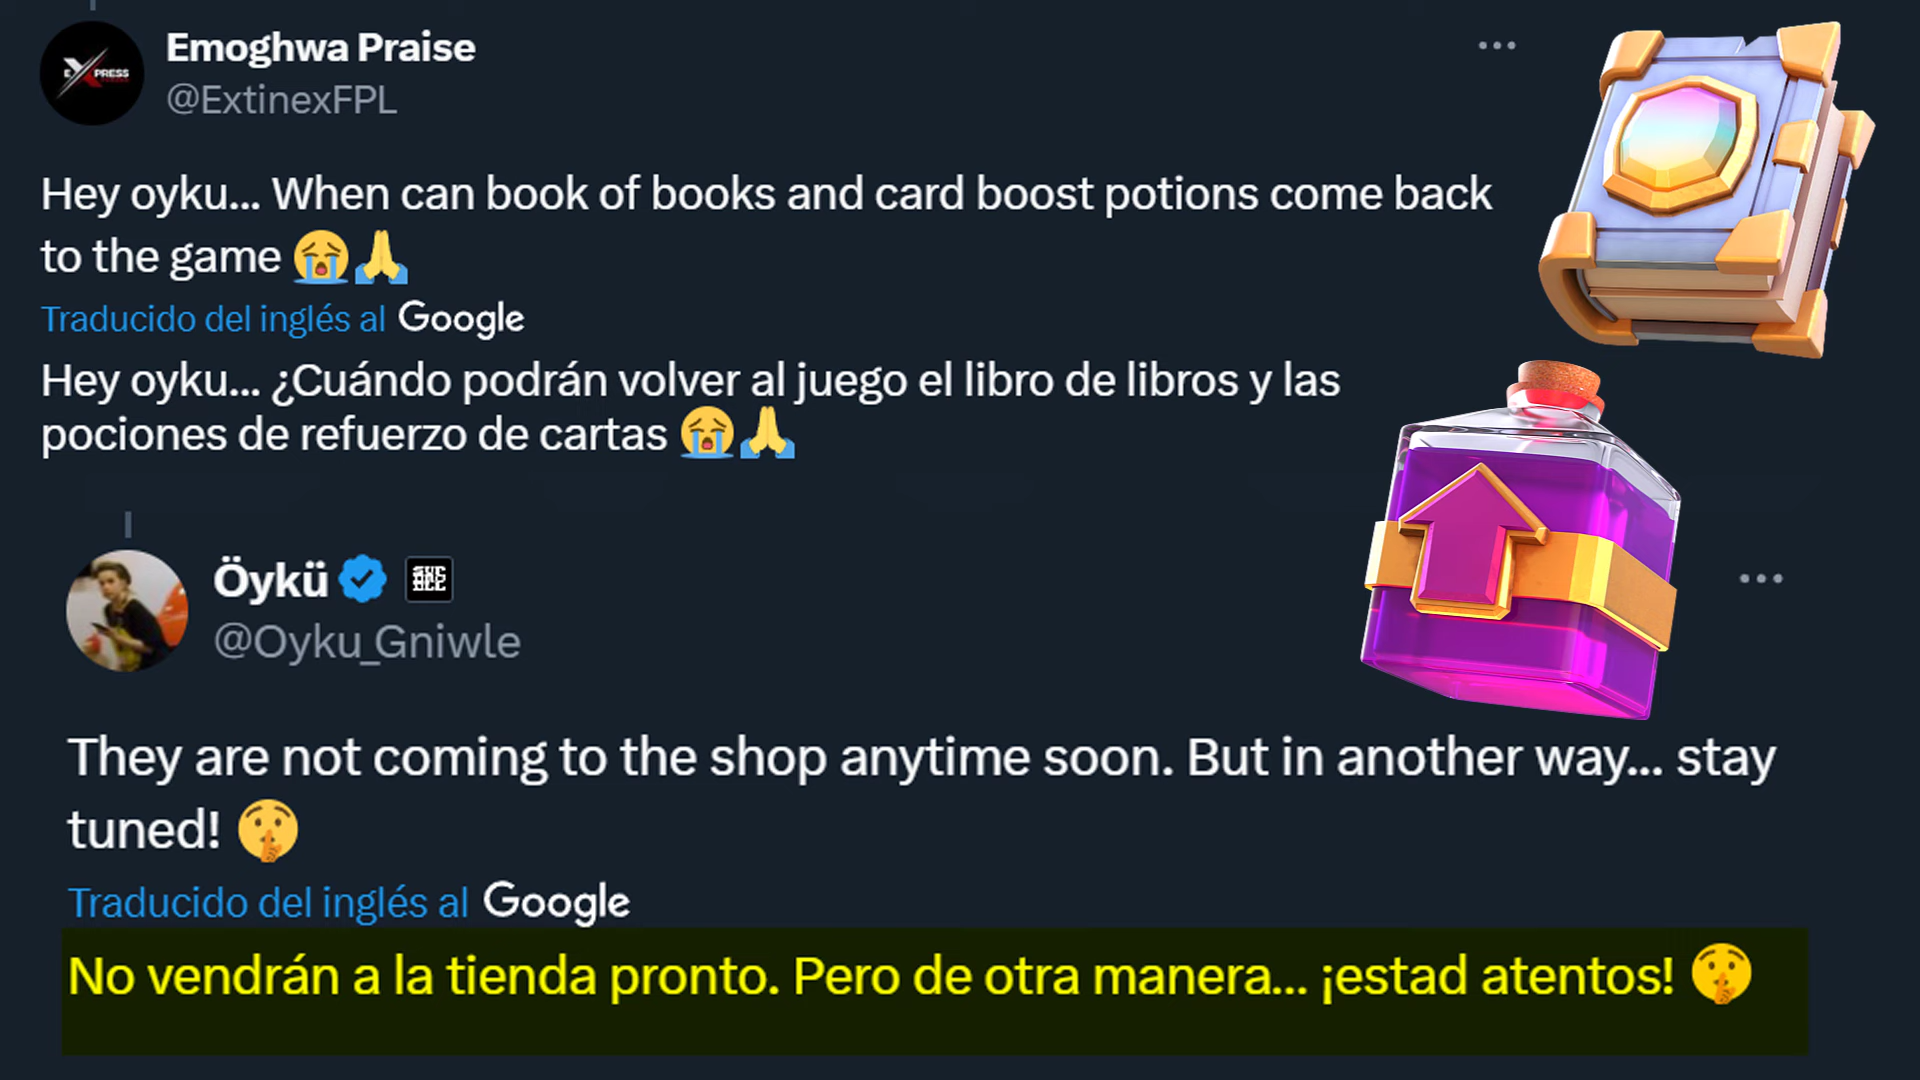 EXPRESS
Emoghwa Praise
@ExtinexFPL
Hey oyku... When can book of books and card boost potions come back
to the game 😭🙏
Traducido del inglés al Google
Hey oyku... ¿Cuándo podrán volver al juego el libro de libros y las
pociones de refuerzo de cartas 😭🙏
Öykü
@Oyku_Gniwle
They are not coming to the shop anytime soon. But in another way... stay
tuned! 🤫
Traducido del inglés al Google
No vendrán a la tienda pronto. Pero de otra manera... ¡estad atentos! 🤫